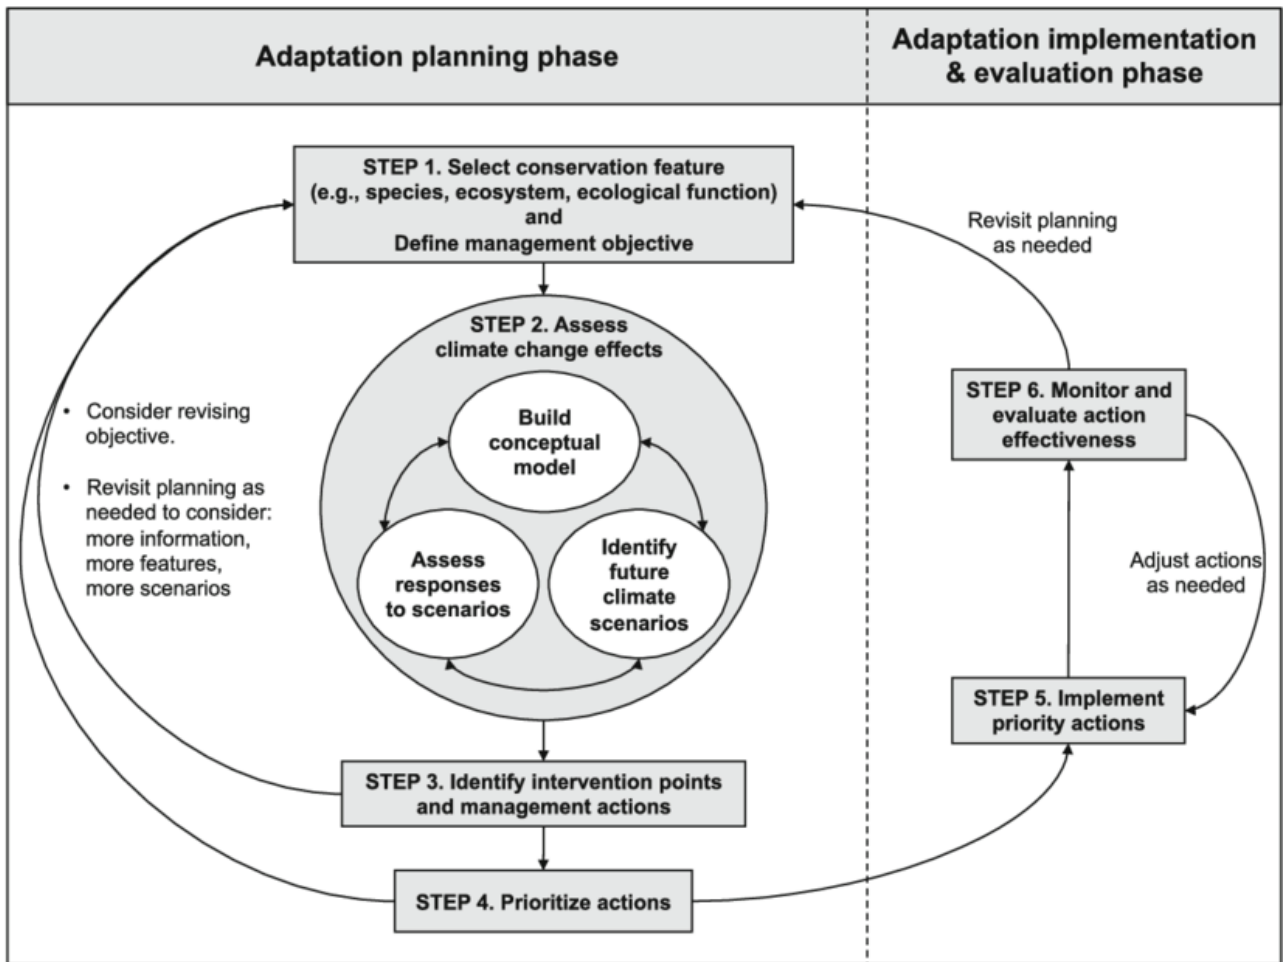 Adaptation planning phase
Adaptation implementation
& evaluation phase
STEP 1. Select conservation feature
(e.g., species, ecosystem, ecological function)
and
Define management objective
Revisit planning
as needed
STEP 2. Assess
climate change effects
Build
conceptual
model
Assess
responses
to scenarios
Identify
future
climate
scenarios
• Consider revising
objective.
• Revisit planning as
needed to consider:
more information,
more features,
more scenarios
STEP 6. Monitor and
evaluate action
effectiveness
Adjust actions
as needed
STEP 5. Implement
priority actions
STEP 3. Identify intervention points
and management actions
STEP 4. Prioritize actions